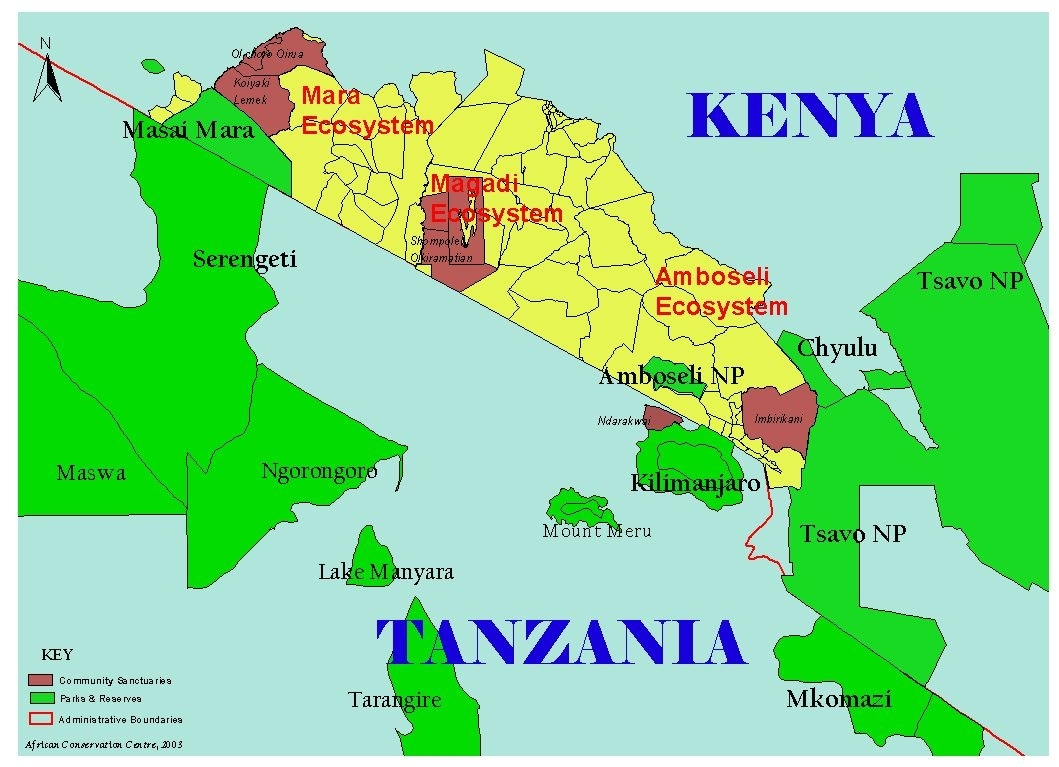 N
Ol choro Oirua
Koiyaki
Lemek
Mara
Ecosystem
KENYA
Masai Mara
Magadi
Ecosystem
Shompole
Olkiramatian
Serengeti
Amboseli
Ecosystem
Tsavo NP
Chyulu
Amboseli NP
Ndarakwai
Imbirikani
Maswa
Ngorongoro
Kilimanjaro
Mount Meru
Tsavo NP
Lake Manyara
TANZANIA
KEY
Community Sanctuaries
Parks & Reserves
Administrative Boundaries
Tarangire
Mkomazi
African Conservation Centre, 2003